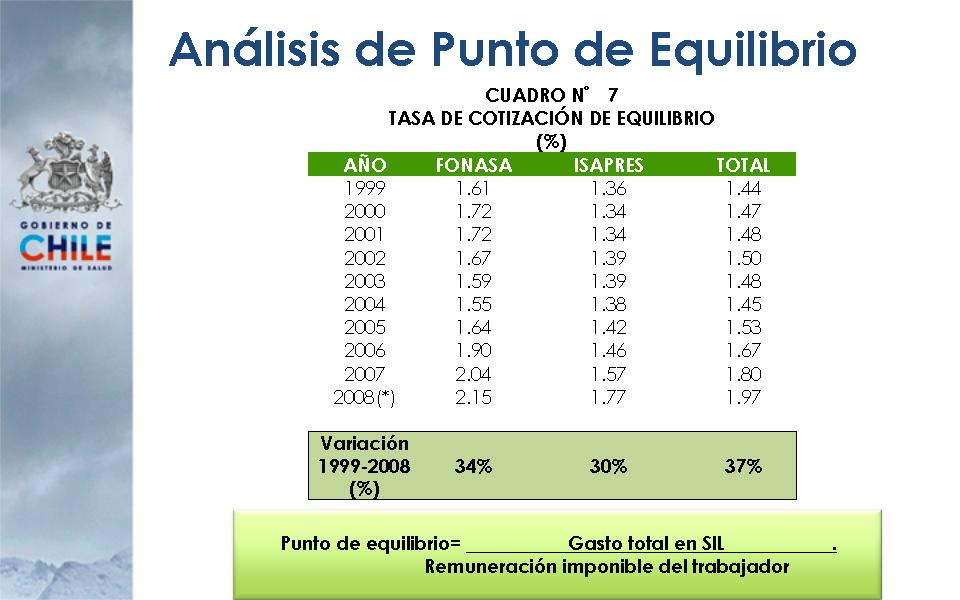 Análisis de Punto de Equilibrio
CUADRO N° 7
TASA DE COTIZACIÓN DE EQUILIBRIO
(%)
AÑO FONASA ISAPRES TOTAL
1999 1.61 1.36 1.44
2000 1.72 1.34 1.47
2001 1.72 1.34 1.48
2002 1.67 1.39 1.50
2003 1.59 1.39 1.48
2004 1.55 1.38 1.45
2005 1.64 1.42 1.53
2006 1.90 1.46 1.67
2007 2.04 1.57 1.80
2008(*) 2.15 1.77 1.97
Variación
1999-2008 34% 30% 37%
(%)
Punto de equilibrio= Gasto total en SIL .
Remuneración imponible del trabajador
GOBIERNO DE
CHILE
MINISTERIO DE SALUD